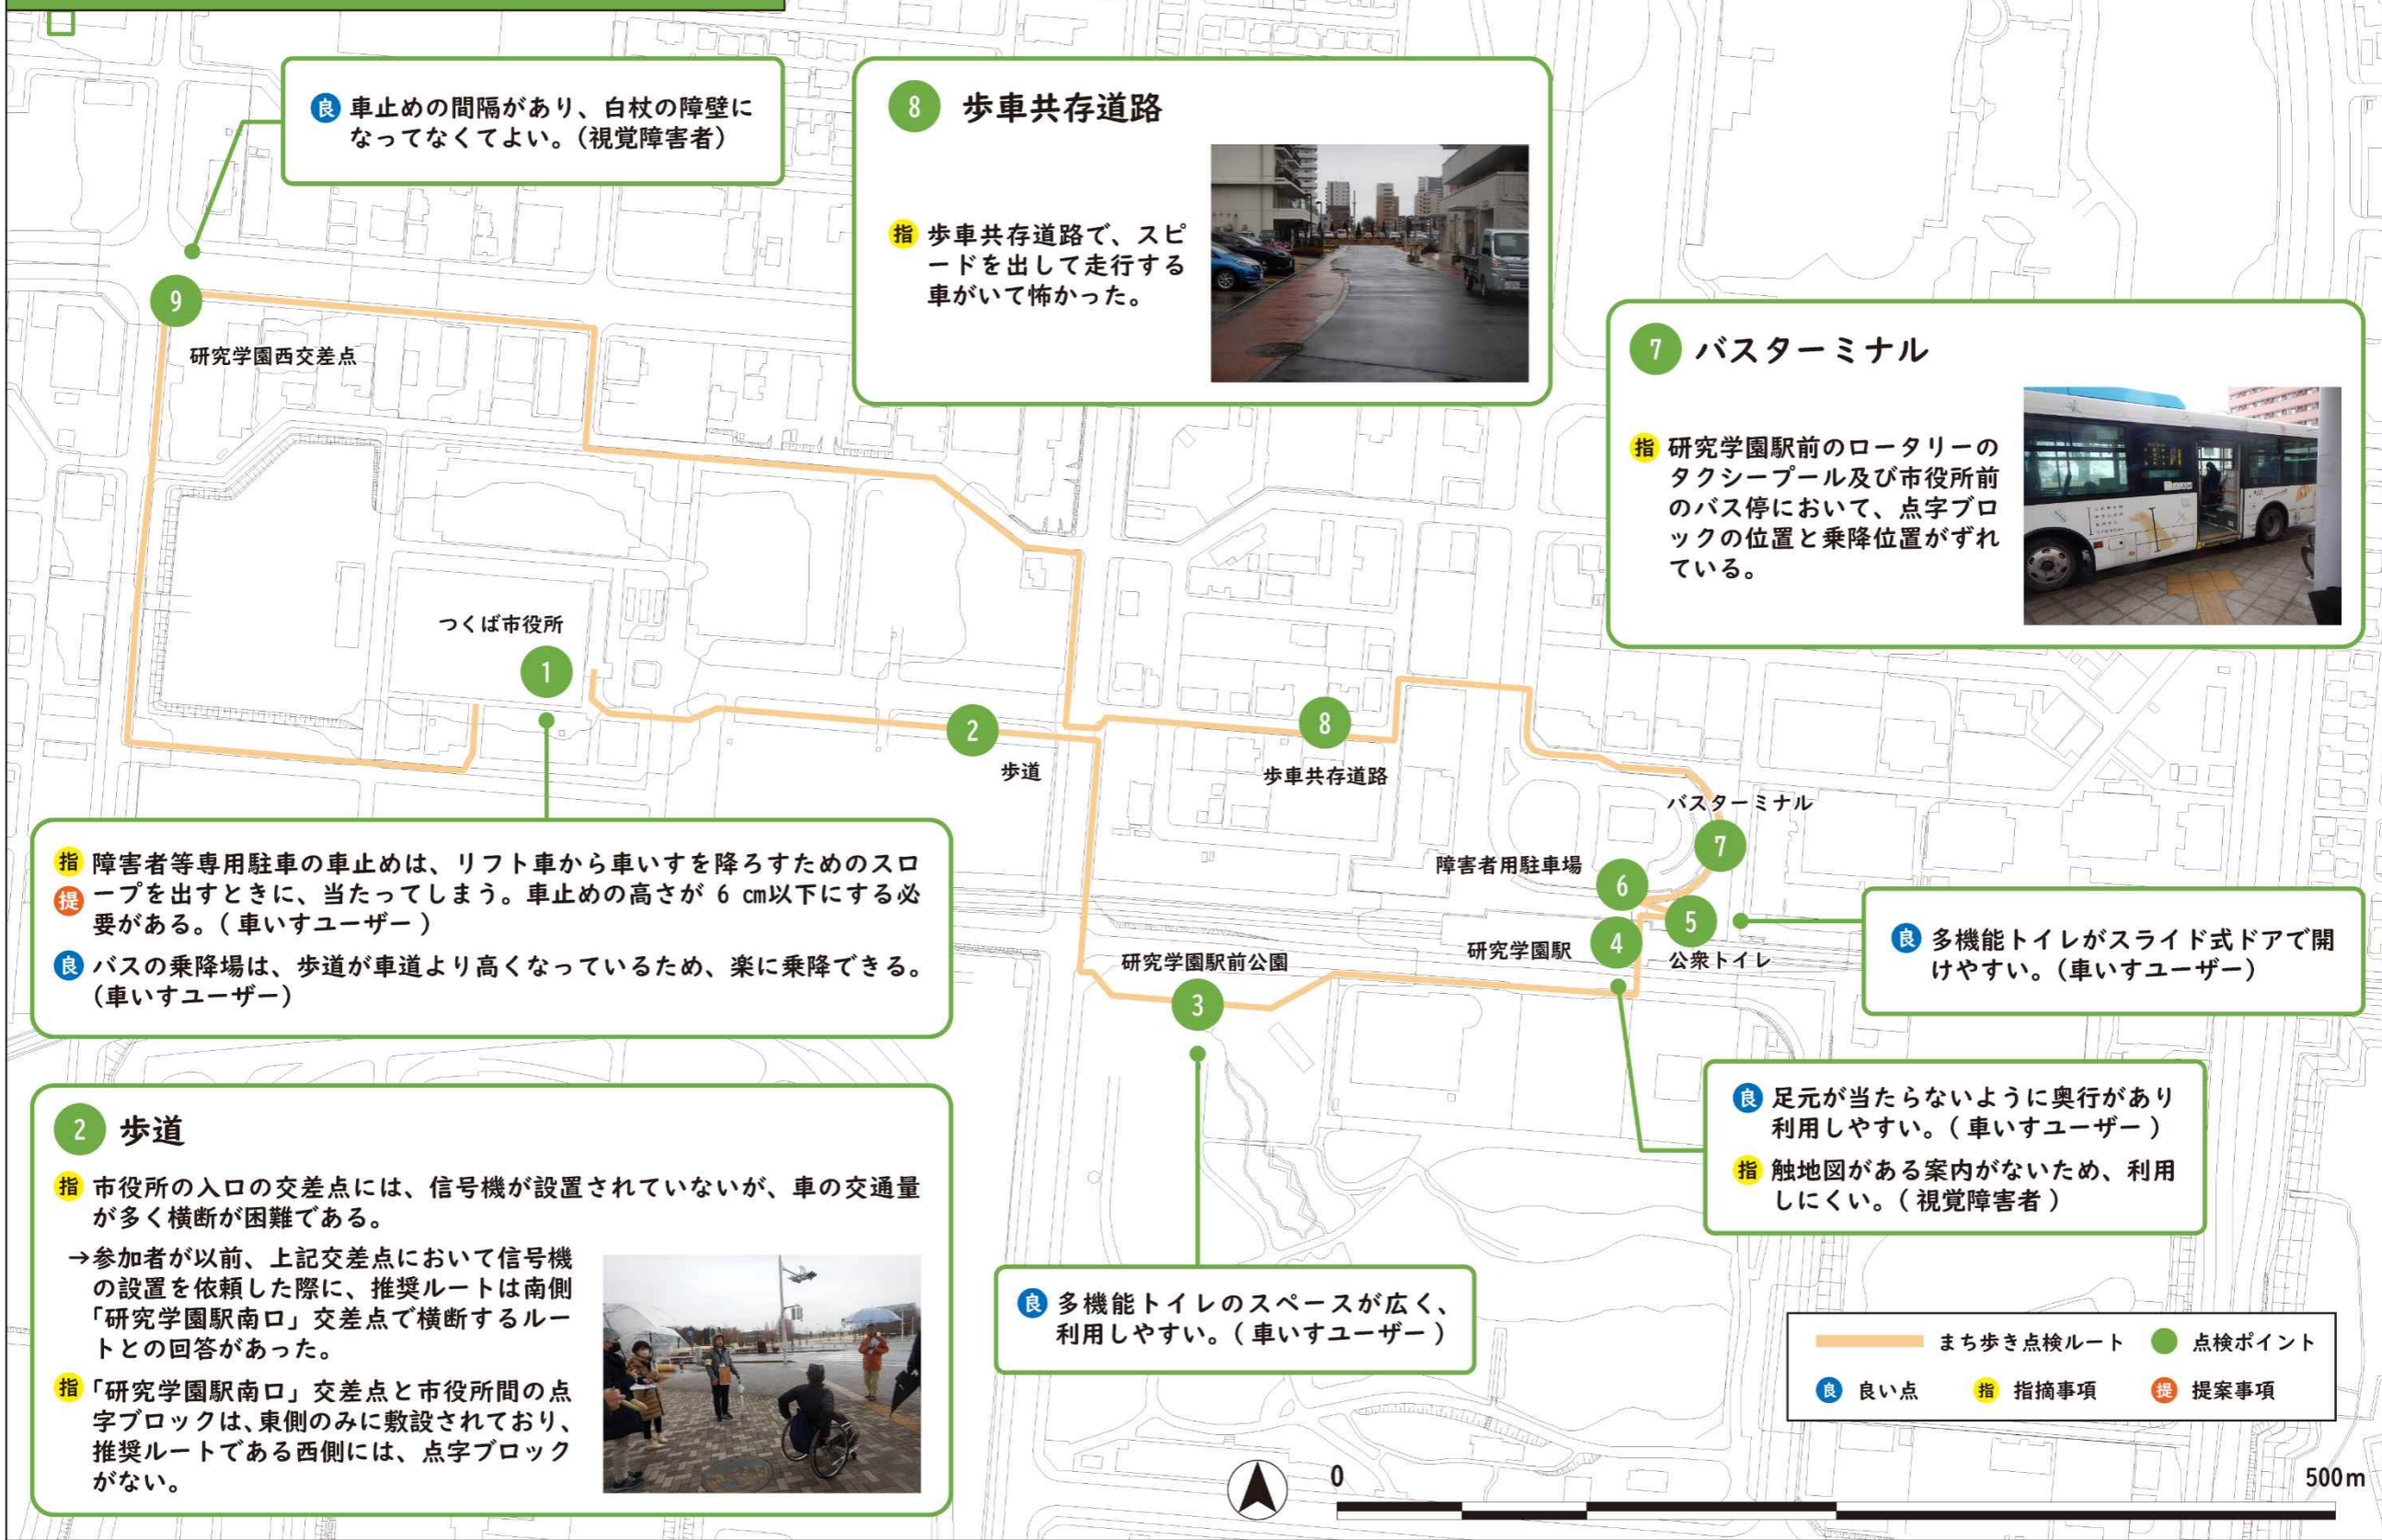 良 車止めの間隔があり、白杖の障壁に
なってなくてよい。（視覚障害者）
8 歩車共存道路
指 歩車共存道路で、スピ
ードを出して走行する
車がいて怖かった。
7 バスターミナル
指 研究学園駅前のロータリーの
タクシープール及び市役所前
のバス停において、点字ブロ
ックの位置と乗降位置がずれ
ている。
9
研究学園西交差点
つくば市役所
1
2
歩道
8
歩車共存道路
バスターミナル
7
障害者用駐車場
6
5
公衆トイレ
4
研究学園駅
研究学園駅前公園
3
指 障害者等専用駐車の車止めは、リフト車から車いすを降ろすためのスロ
提 ープを出すときに、当たってしまう。車止めの高さが 6 ㎝以下にする必
要がある。（ 車いすユーザー ）
良 バスの乗降場は、歩道が車道より高くなっているため、楽に乗降できる。
（車いすユーザー）
良 多機能トイレがスライド式ドアで開
けやすい。（車いすユーザー）
良 足元が当たらないように奥行があり
利用しやすい。（ 車いすユーザー ）
指 触地図がある案内がないため、利用
しにくい。（ 視覚障害者 ）
2 歩道
指 市役所の入口の交差点には、信号機が設置されていないが、車の交通量
が多く横断が困難である。
→参加者が以前、上記交差点において信号機
の設置を依頼した際に、推奨ルートは南側
「研究学園駅南口」交差点で横断するルー
トとの回答があった。
指 「研究学園駅南口」交差点と市役所間の点
字ブロックは、東側のみに敷設されており、
推奨ルートである西側には、点字ブロック
がない。
良 多機能トイレのスペースが広く、
利用しやすい。（ 車いすユーザー ）
まち歩き点検ルート 点検ポイント
良 良い点 指 指摘事項 提 提案事項
0 500m